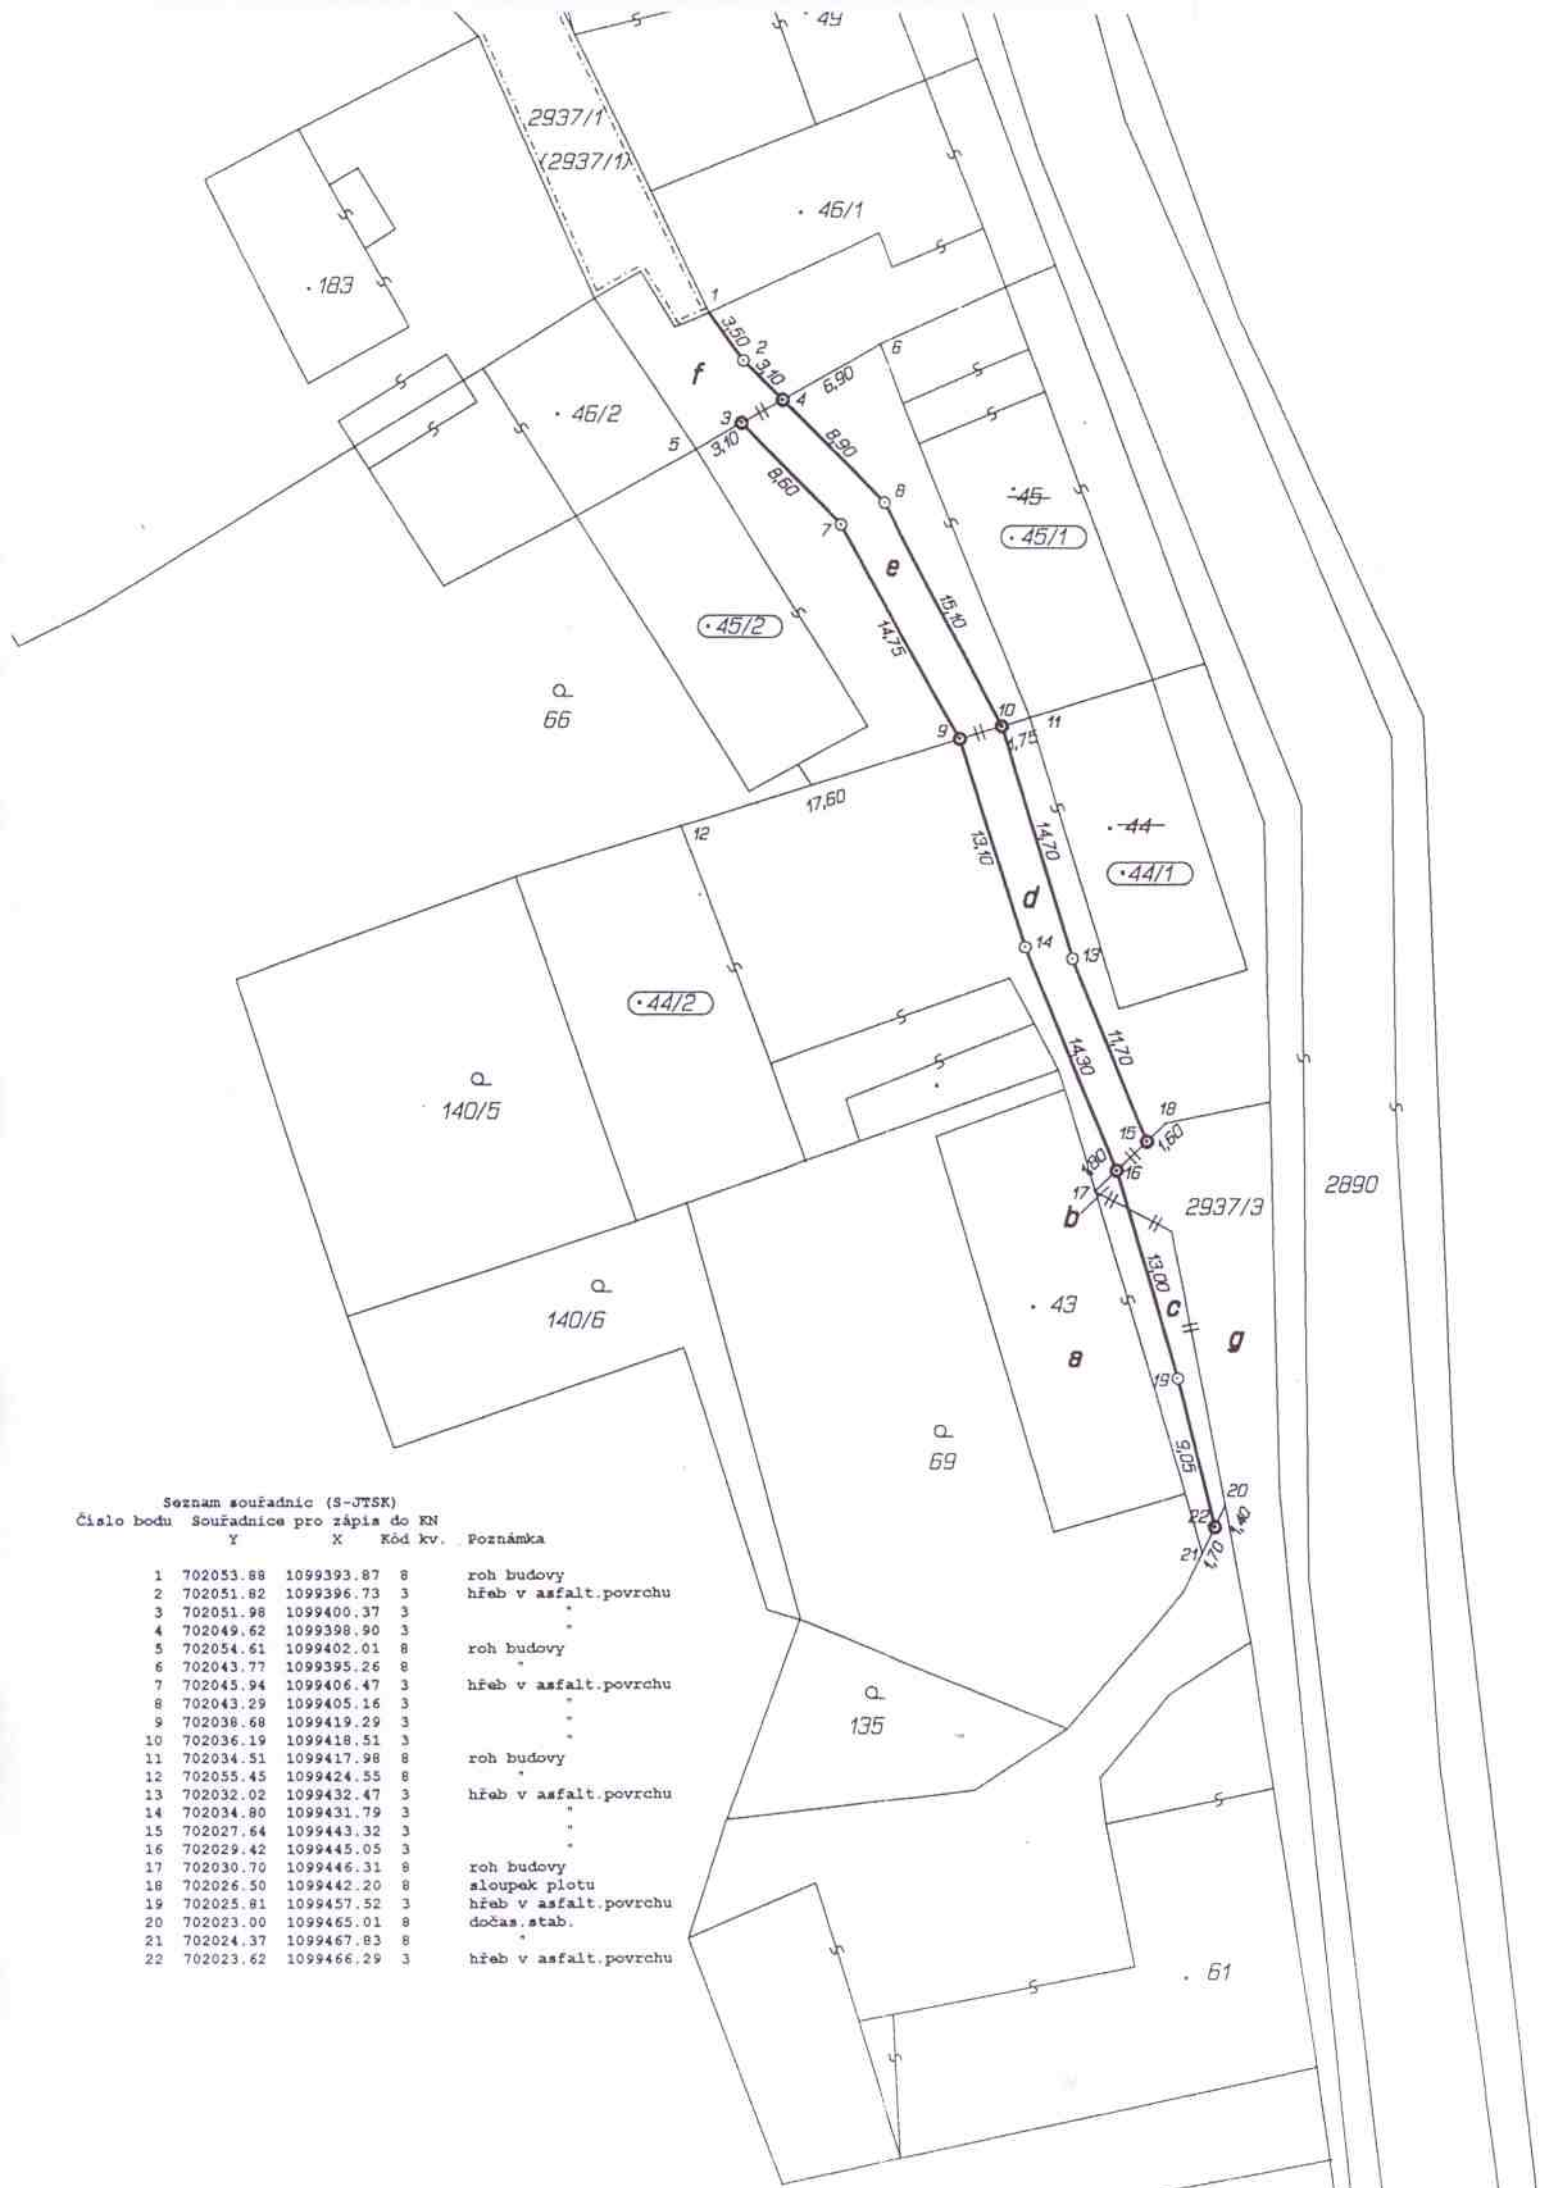 · 49
2937/1
(2937/1)
· 46/1
· 183
1
3,50
2
f
3,10
6
4
6,90
· 46/2
3
5
3,10
8,90
8,60
8
· 45
7
· 45/1
e
15,10
· 45/2
14,75
66
10
11
9
1,75
17,60
12
13,10
14,70
· 44
· 44/1
d
14
13
· 44/2
14,30
11,70
140/5
18
15
1,60
1,80
16
17
2937/3
2890
b
13,00
· 43
c
140/6
g
a
19
69
9,05
20
22
21
1,70
135
· 61
Seznam souřadnic (S-JTSK)
Číslo bodu Souřadnice pro zápis do KN
Y X Kód kv. Poznámka
1 702053.88 1099393.87 8 roh budovy
2 702051.82 1099396.73 3 hřeb v asfalt.povrchu
3 702051.98 1099400.37 3 "
4 702049.62 1099398.90 3 "
5 702054.61 1099402.01 8 roh budovy
6 702043.77 1099395.26 8 "
7 702045.94 1099406.47 3 hřeb v asfalt.povrchu
8 702043.29 1099405.16 3 "
9 702038.68 1099419.29 3 "
10 702036.19 1099418.51 3 "
11 702034.51 1099417.98 8 roh budovy
12 702055.45 1099424.55 8 "
13 702032.02 1099432.47 3 hřeb v asfalt.povrchu
14 702034.80 1099431.79 3 "
15 702027.64 1099443.32 3 "
16 702029.42 1099445.05 3 "
17 702030.70 1099446.31 8 roh budovy
18 702026.50 1099442.20 8 sloupek plotu
19 702025.81 1099457.52 3 hřeb v asfalt.povrchu
20 702023.00 1099465.01 8 dočas.stab.
21 702024.37 1099467.83 8 "
22 702023.62 1099466.29 3 hřeb v asfalt.povrchu